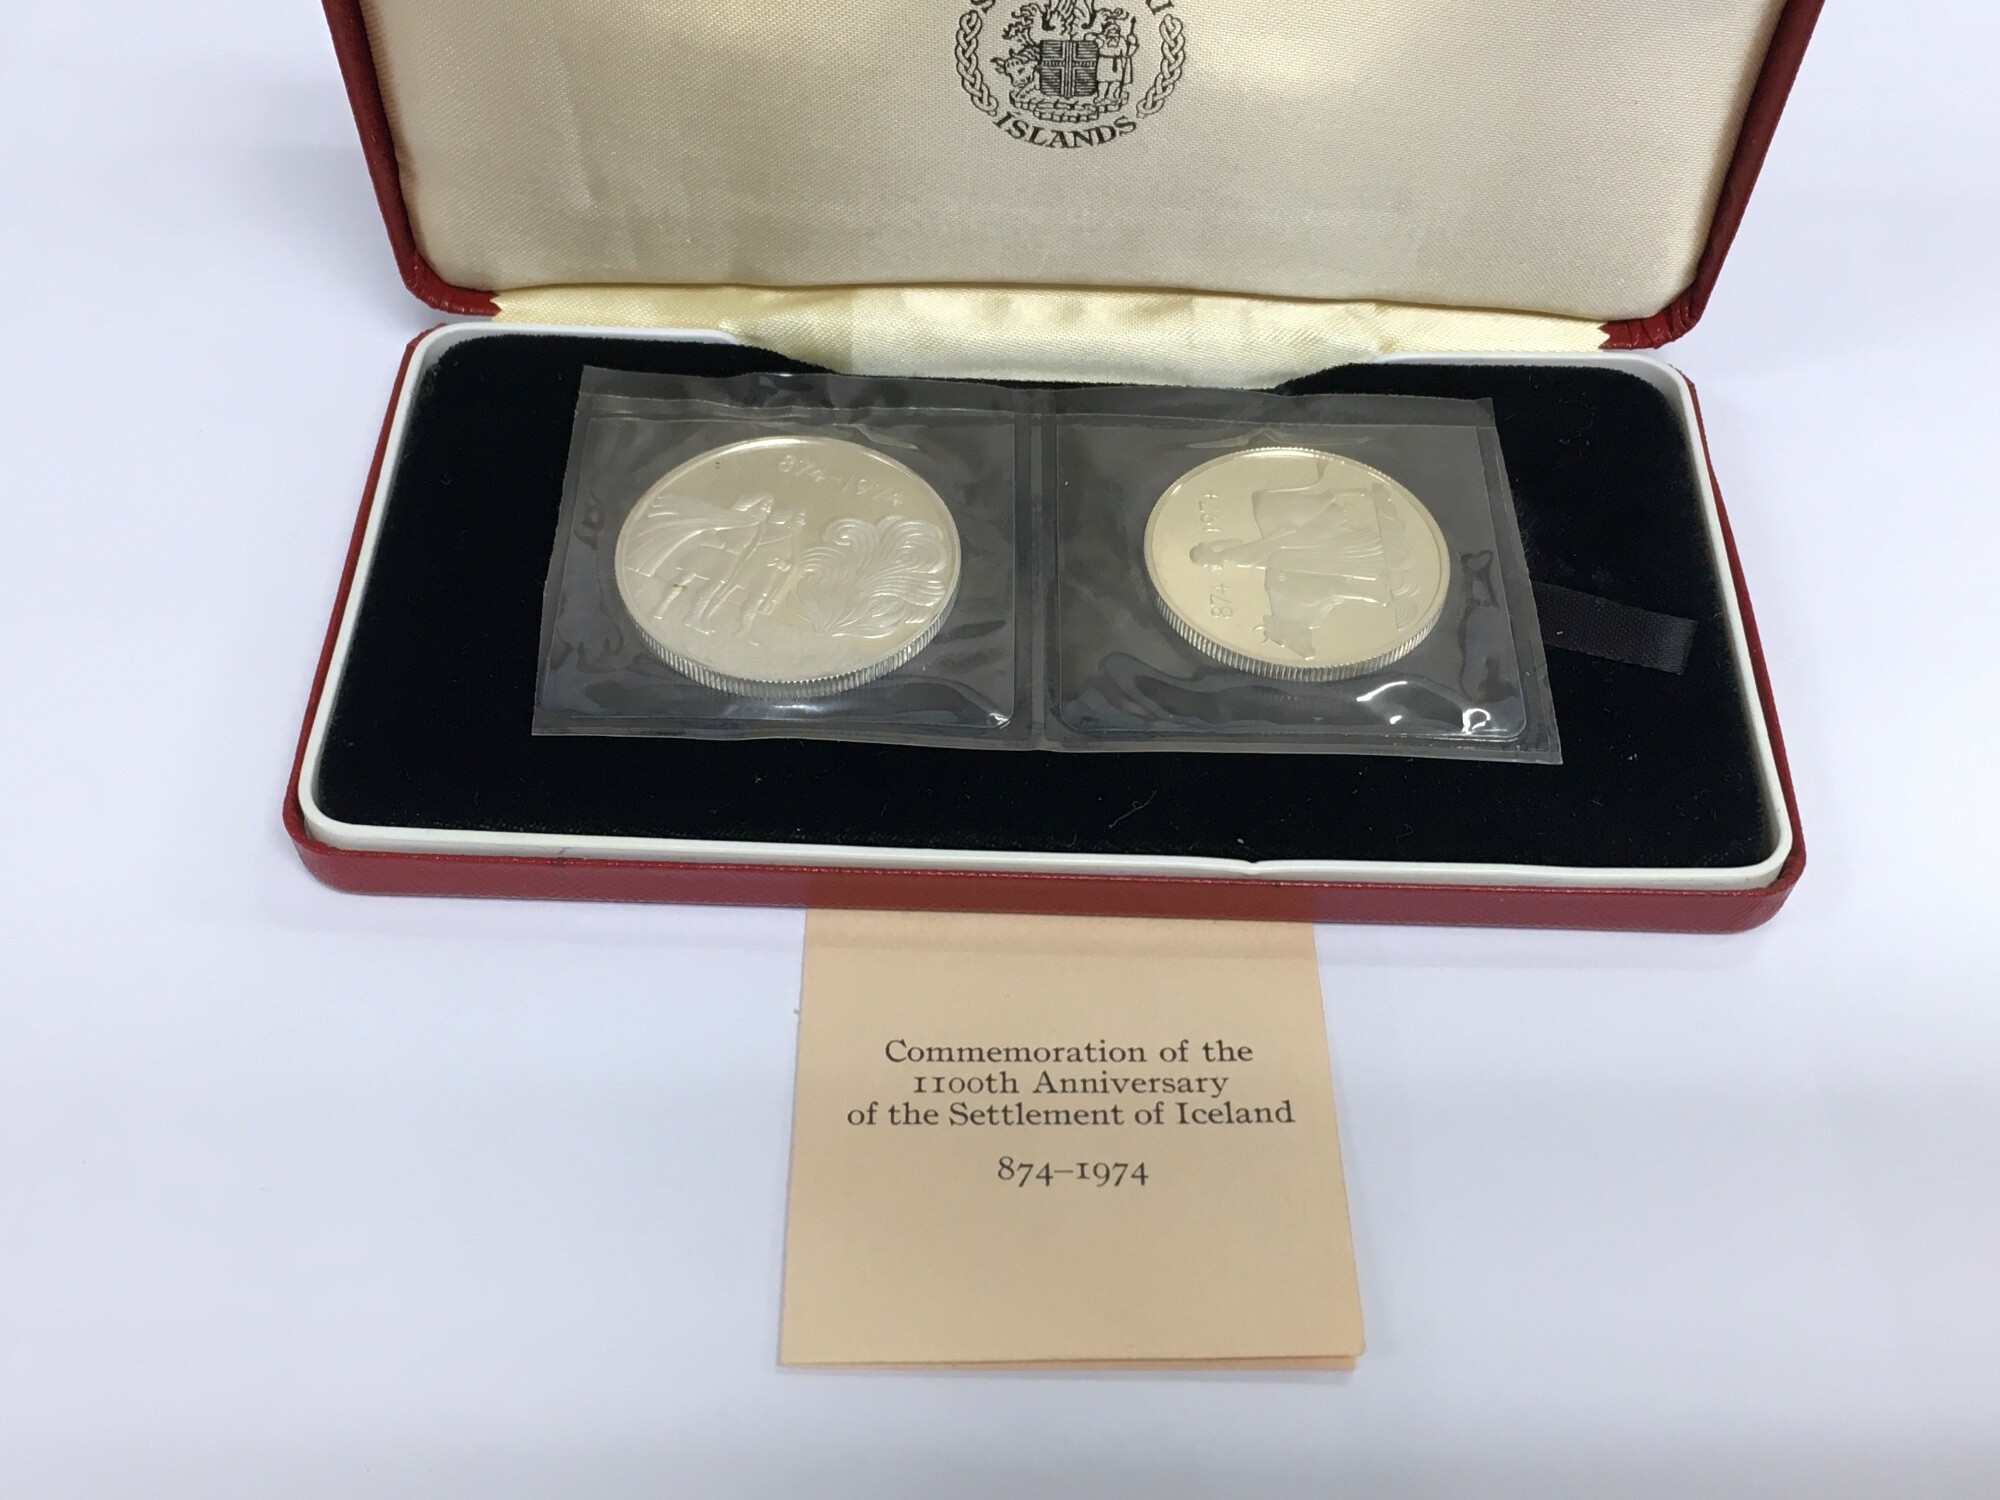 ISLANDS
874-1974
874 1974
Commemoration of the
1100th Anniversary
of the Settlement of Iceland
874–1974